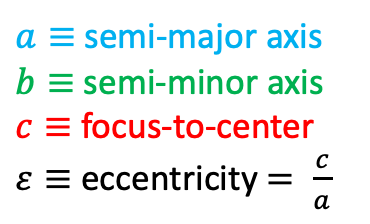 a ≡ semi-major axis
b ≡ semi-minor axis
c ≡ focus-to-center
ε ≡ eccentricity = c/a